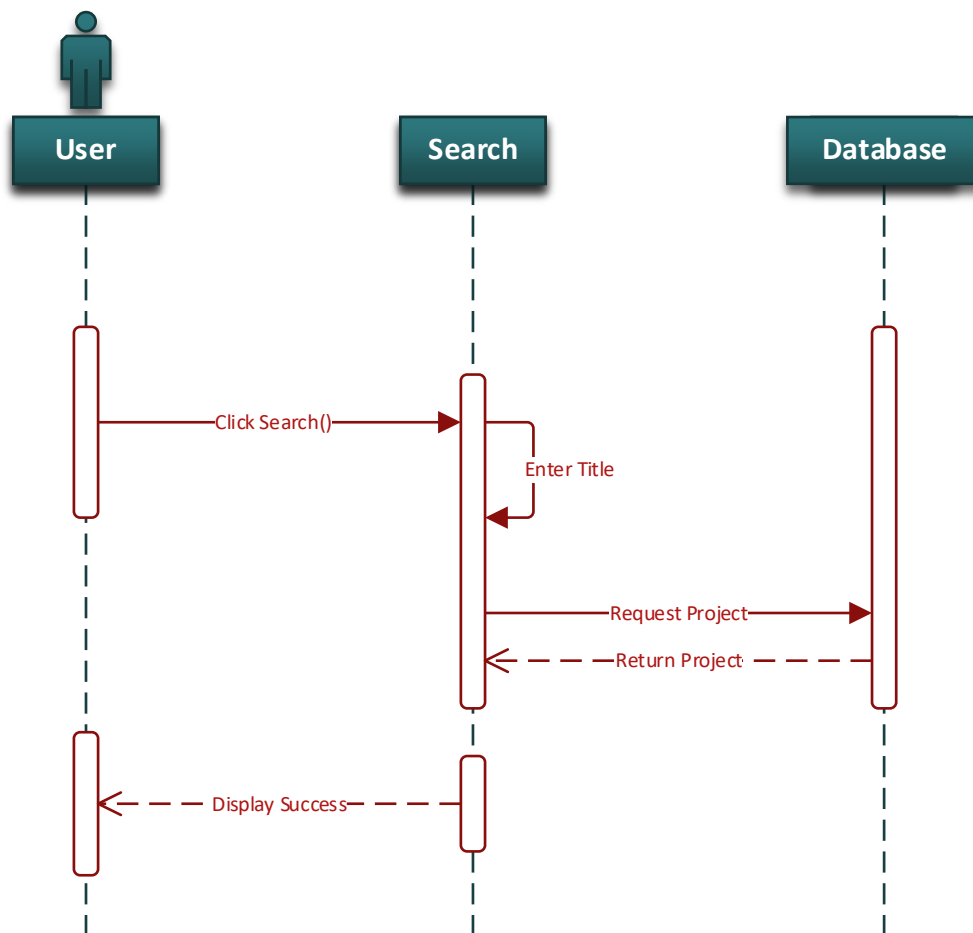 User
Search
Database
Click Search()
Enter Title
Request Project
Return Project
Display Success